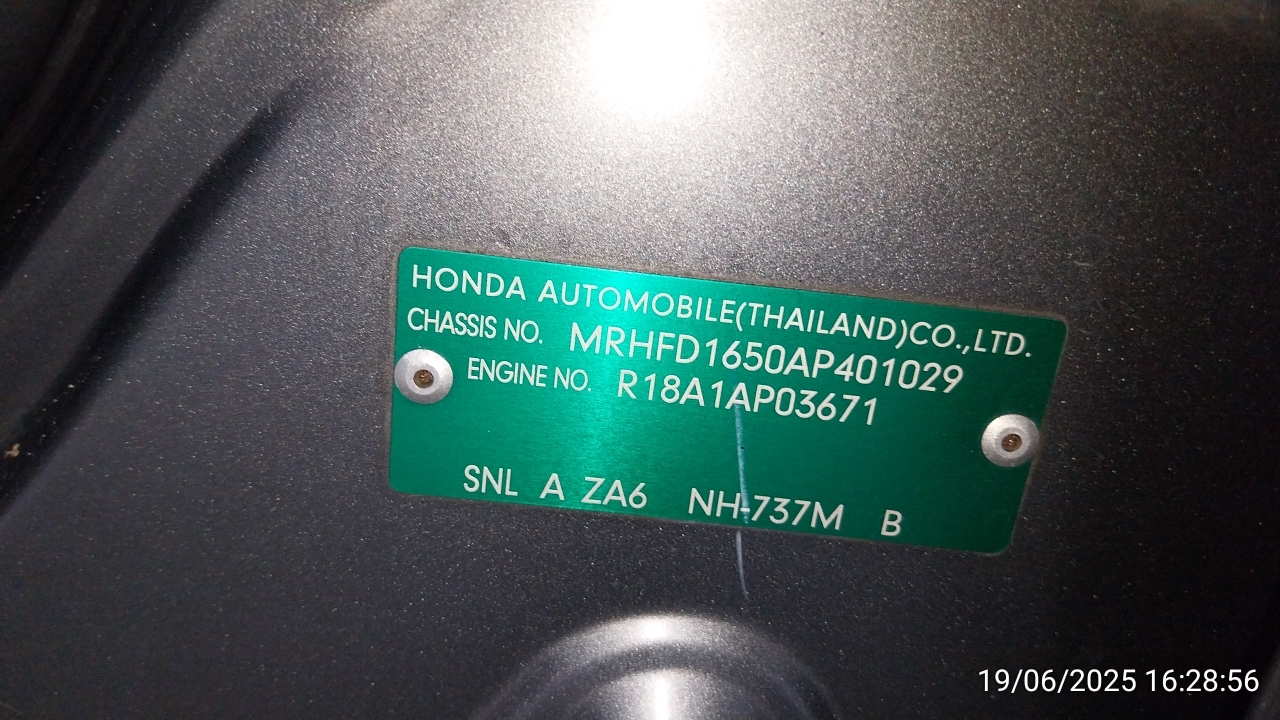 HONDA AUTOMOBILE(THAILAND)CO.,LTD.
CHASSIS NO. MRHFD1650AP401029
ENGINE NO. R18A1AP03671
SNL A ZA6 NH-737M B
19/06/2025 16:28:56